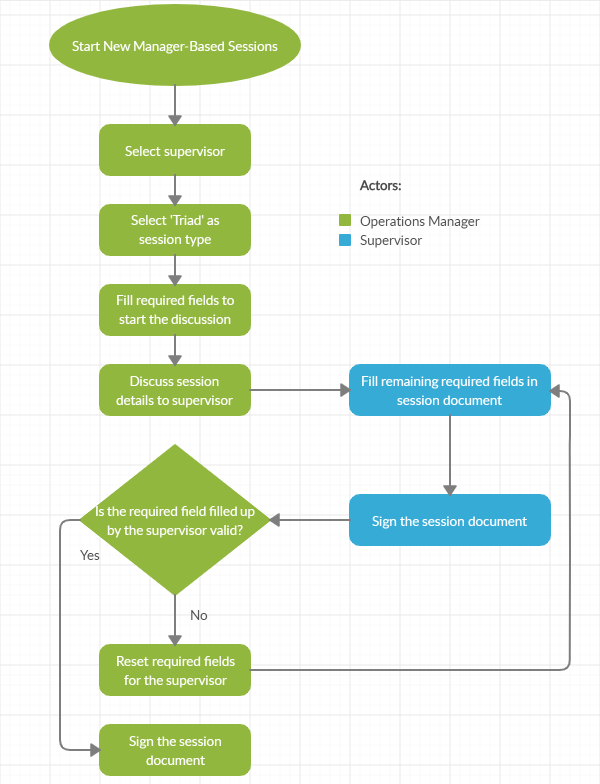 Start New Manager-Based Sessions
Select supervisor
Actors:
Select 'Triad' as
session type
Operations Manager
Supervisor
Fill required fields to
start the discussion
Discuss session
details to supervisor
Fill remaining required fields in
session document
Is the required field filled up
by the supervisor valid?
Sign the session document
Yes
No
Reset required fields
for the supervisor
Sign the session
document